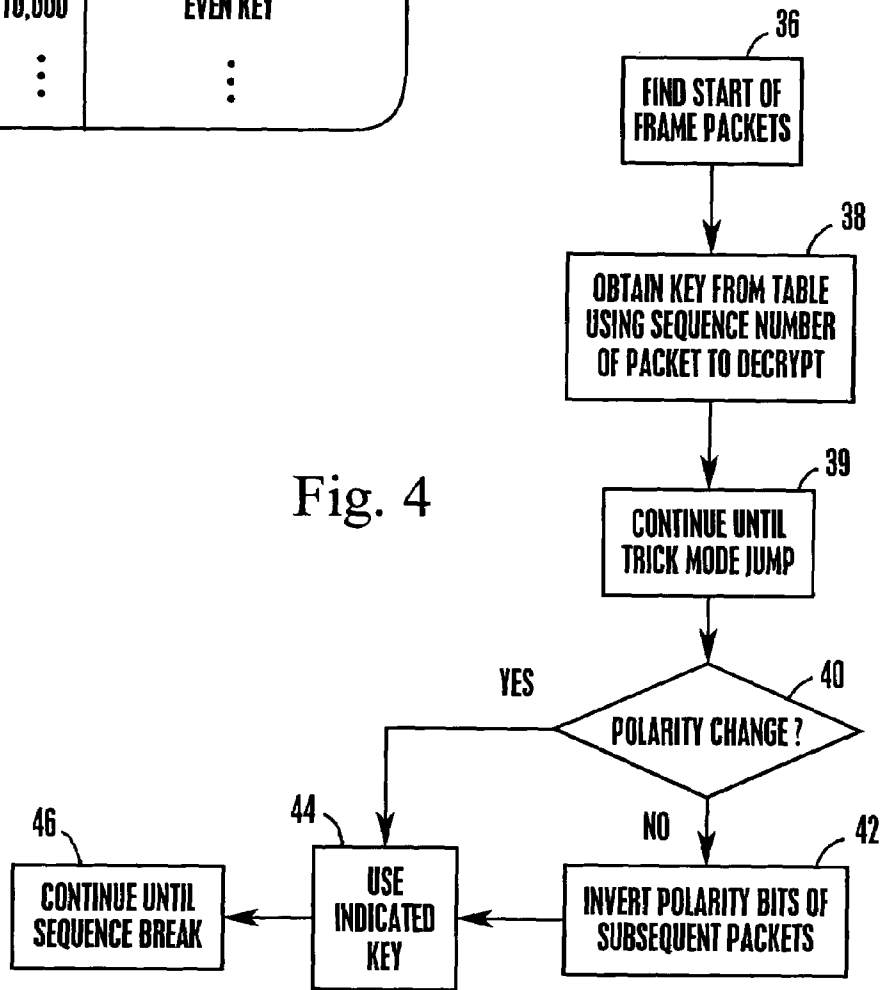 10,000 EVEN KEY
36
FIND START OF
FRAME PACKETS
38
OBTAIN KEY FROM TABLE
USING SEQUENCE NUMBER
OF PACKET TO DECRYPT
Fig. 4
39
CONTINUE UNTIL
TRICK MODE JUMP
40
YES
POLARITY CHANGE?
NO
42
INVERT POLARITY BITS OF
SUBSEQUENT PACKETS
44
USE
INDICATED
KEY
46
CONTINUE UNTIL
SEQUENCE BREAK